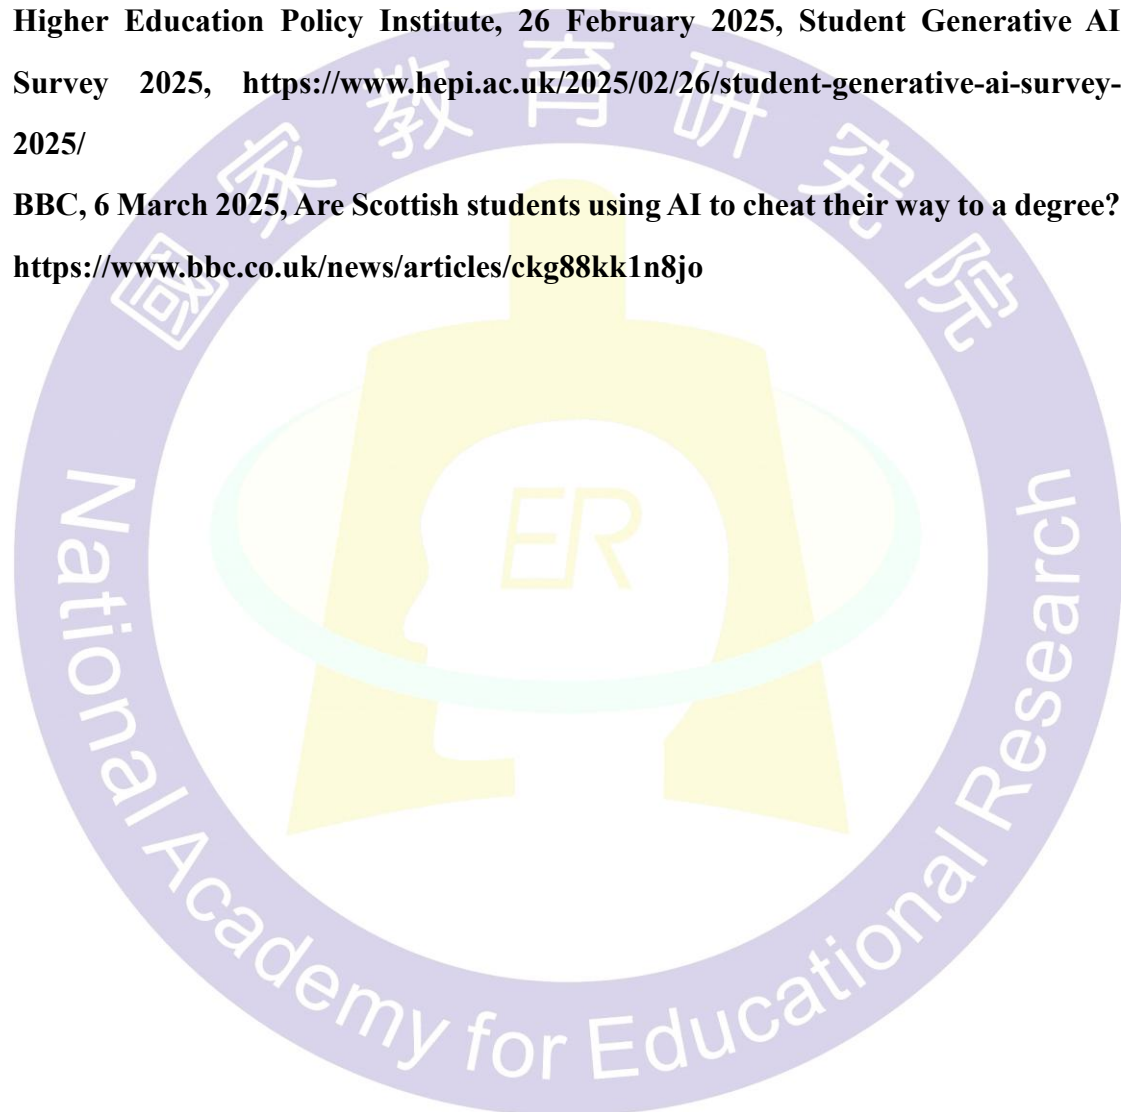 Higher Education Policy Institute, 26 February 2025, Student Generative AI
Survey 2025, https://www.hepi.ac.uk/2025/02/26/student-generative-ai-survey-
2025/
BBC, 6 March 2025, Are Scottish students using AI to cheat their way to a degree?
https://www.bbc.co.uk/news/articles/ckg88kk1n8jo
國家教育研究院
ER
National Academy for Educational Research